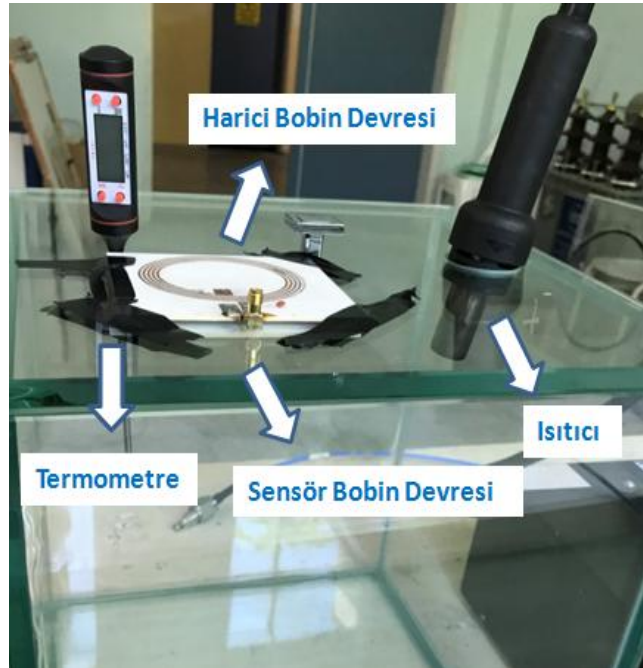 Harici Bobin Devresi
Isıtıcı
Termometre
Sensör Bobin Devresi